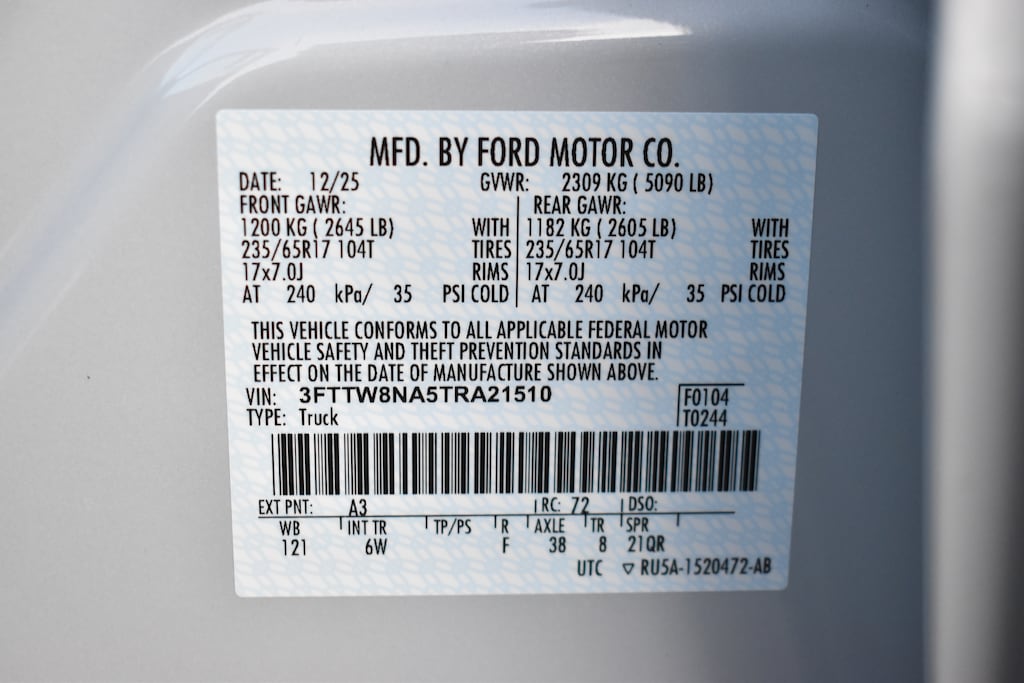 MFD. BY FORD MOTOR CO.
DATE: 12/25 GVWR: 2309 KG ( 5090 LB)
FRONT GAWR: REAR GAWR:
1200 KG ( 2645 LB) WITH 1182 KG ( 2605 LB) WITH
235/65R17 104T TIRES 235/65R17 104T TIRES
17x7.0J RIMS 17x7.0J RIMS
AT 240 kPa/ 35 PSI COLD AT 240 kPa/ 35 PSI COLD
THIS VEHICLE CONFORMS TO ALL APPLICABLE FEDERAL MOTOR
VEHICLE SAFETY AND THEFT PREVENTION STANDARDS IN
EFFECT ON THE DATE OF MANUFACTURE SHOWN ABOVE.
VIN: 3FTTW8NA5TRA21510 F0104
TYPE: Truck T0244
EXT PNT: A3 RC: 72 DSO:
WB INT TR TP/PS R AXLE TR SPR
121 6W F 38 8 21QR
UTC ▽ RU5A-1520472-AB